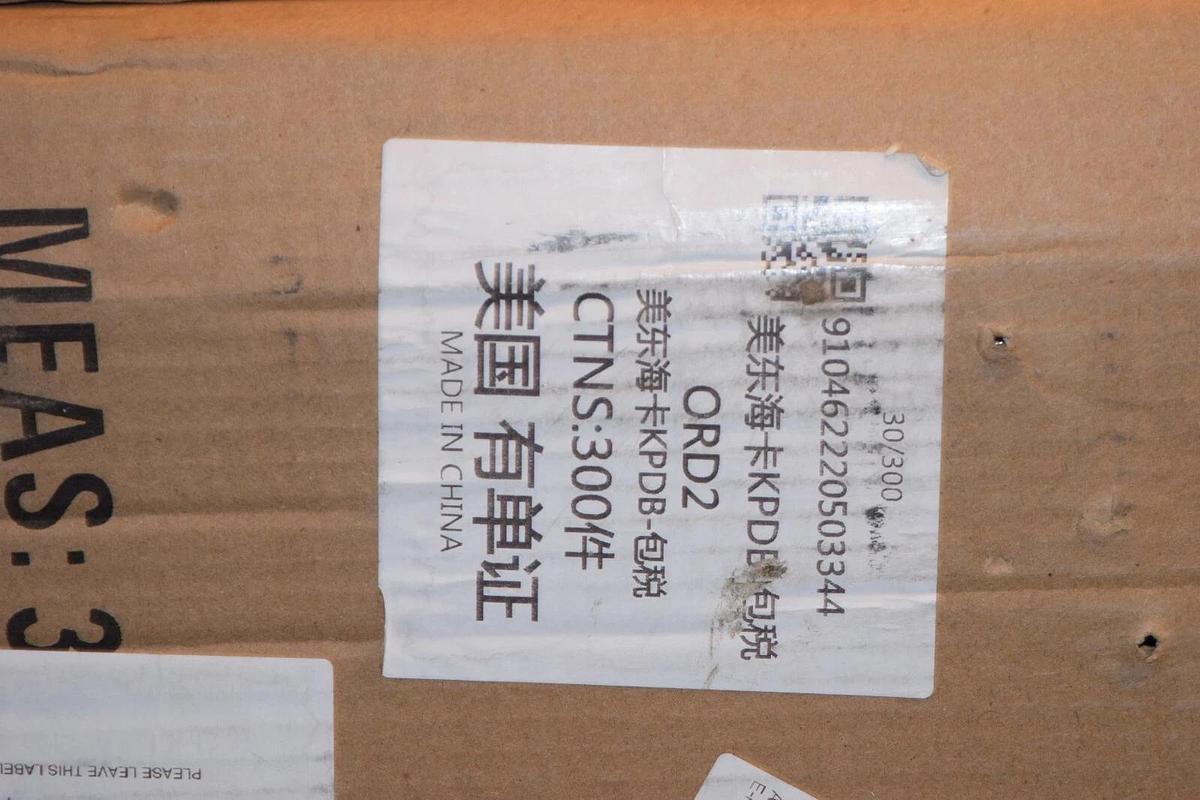 30/300
910462220503344
美东海卡KPDB-包税
ORD2
美东海卡KPDB-包税
CTNS:300件
美国 有单证
MADE IN CHINA
MEAS: 3
PLEASE LEAVE THIS LABEL